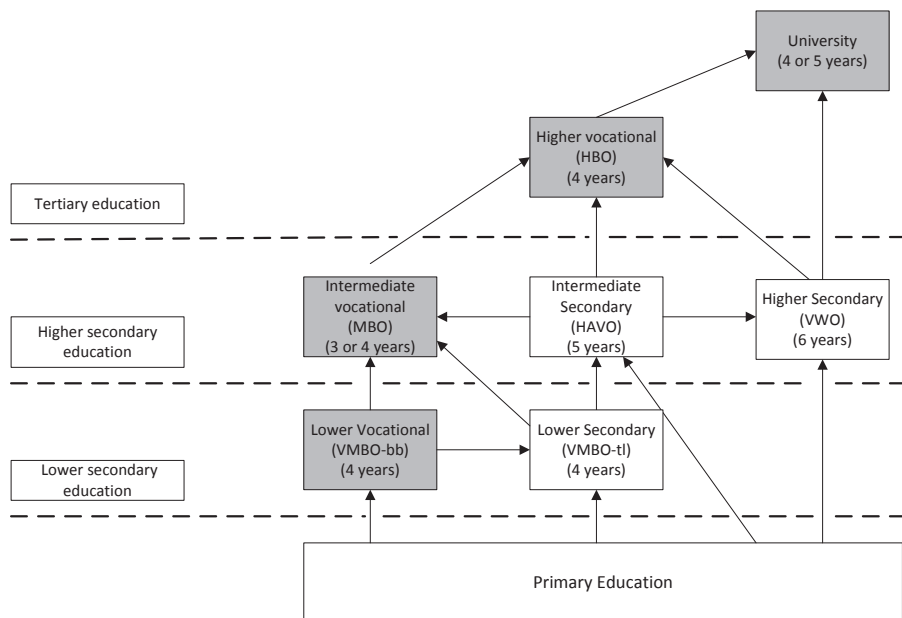 University
(4 or 5 years)
Higher vocational
(HBO)
(4 years)
Tertiary education
Intermediate
vocational
(MBO)
(3 or 4 years)
Intermediate
Secondary
(HAVO)
(5 years)
Higher Secondary
(VWO)
(6 years)
Higher secondary
education
Lower Vocational
(VMBO-bb)
(4 years)
Lower Secondary
(VMBO-tl)
(4 years)
Lower secondary
education
Primary Education